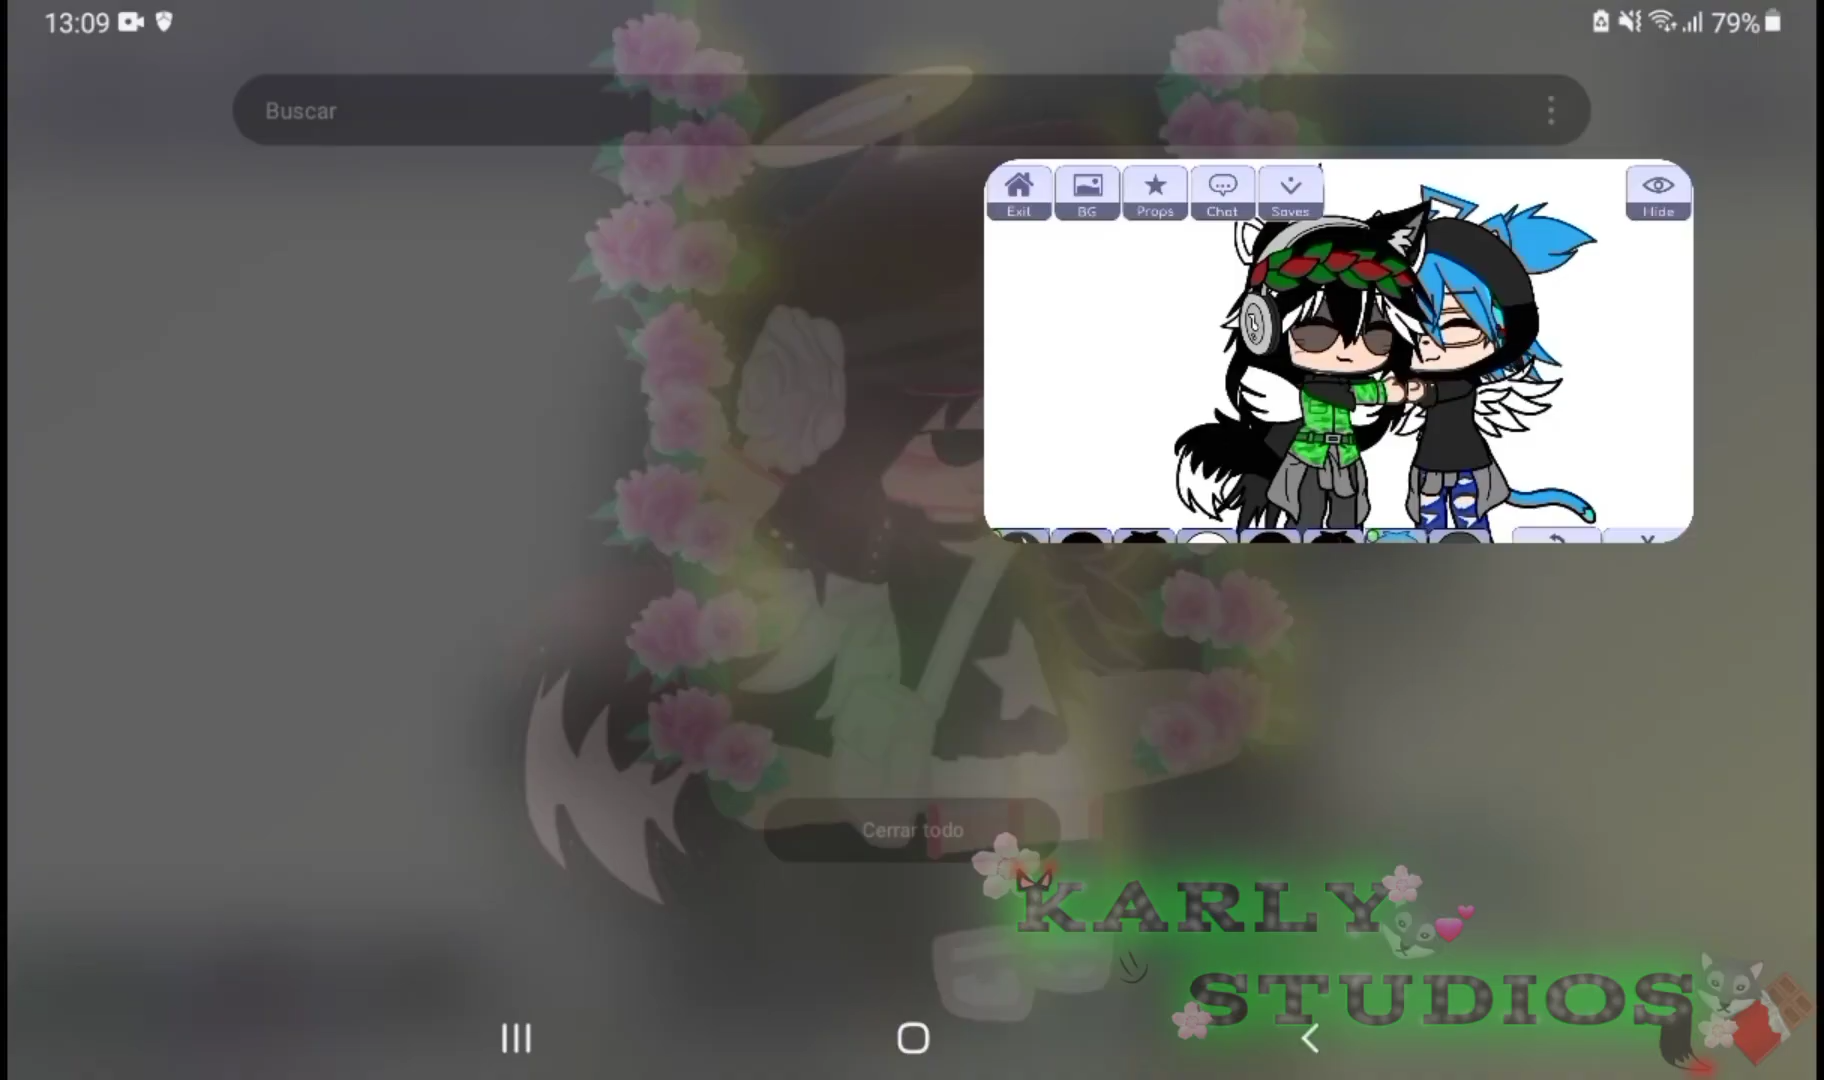 13:09
79%
Buscar
Exit
BG
Props
Chat
Saves
Hide
Cerrar todo
KARLY
STUDIOS